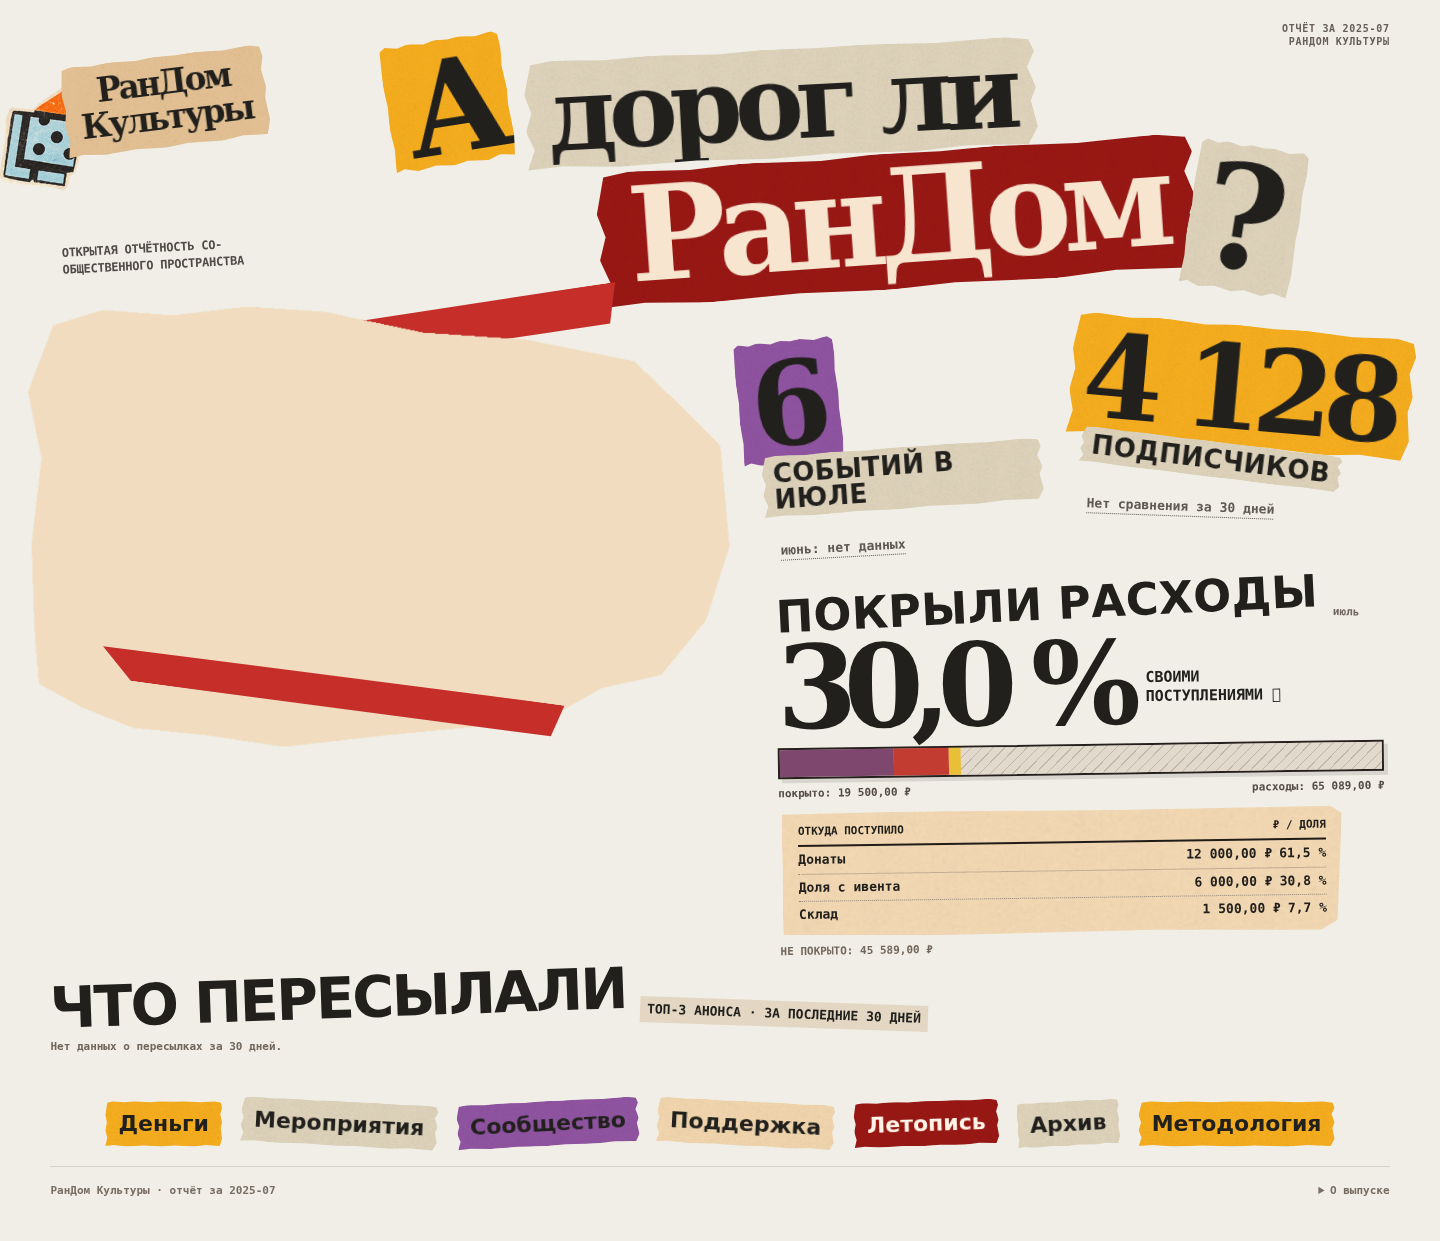 ОТЧЁТ ЗА 2025-07
РАНДОМ КУЛЬТУРЫ
РанДом
Культуры
А дорог ли
РанДом?
ОТКРЫТАЯ ОТЧЁТНОСТЬ СО-
ОБЩЕСТВЕННОГО ПРОСТРАНСТВА
6
СОБЫТИЙ В
ИЮЛЕ
июнь: нет данных
4 128
ПОДПИСЧИКОВ
Нет сравнения за 30 дней
ПОКРЫЛИ РАСХОДЫ
июль
30,0 %
СВОИМИ
ПОСТУПЛЕНИЯМИ
покрыто: 19 500,00 ₽
расходы: 65 089,00 ₽
ОТКУДА ПОСТУПИЛО ₽ / ДОЛЯ
Донаты 12 000,00 ₽ 61,5 %
Доля с ивента 6 000,00 ₽ 30,8 %
Склад 1 500,00 ₽ 7,7 %
НЕ ПОКРЫТО: 45 589,00 ₽
ЧТО ПЕРЕСЫЛАЛИ
ТОП-3 АНОНСА · ЗА ПОСЛЕДНИЕ 30 ДНЕЙ
Нет данных о пересылках за 30 дней.
Деньги Мероприятия Сообщество Поддержка Летопись Архив Методология
РанДом Культуры · отчёт за 2025-07
▶ О выпуске